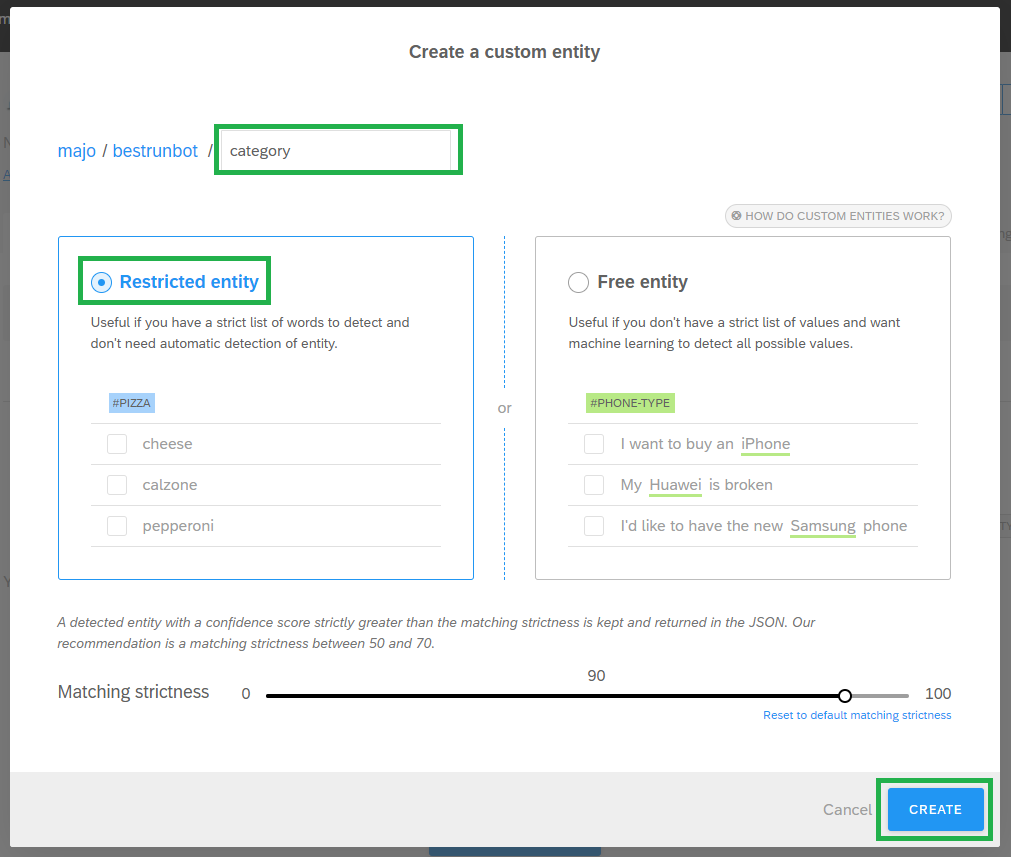 Create a custom entity
majo / bestrunbot / category
HOW DO CUSTOM ENTITIES WORK?
Restricted entity
Useful if you have a strict list of words to detect and
don't need automatic detection of entity.
#PIZZA
cheese
calzone
pepperoni
or
Free entity
Useful if you don't have a strict list of values and want
machine learning to detect all possible values.
#PHONE-TYPE
I want to buy an iPhone
My Huawei is broken
I'd like to have the new Samsung phone
A detected entity with a confidence score strictly greater than the matching strictness is kept and returned in the JSON. Our
recommendation is a matching strictness between 50 and 70.
90
Matching strictness 0 100
Reset to default matching strictness
Cancel CREATE